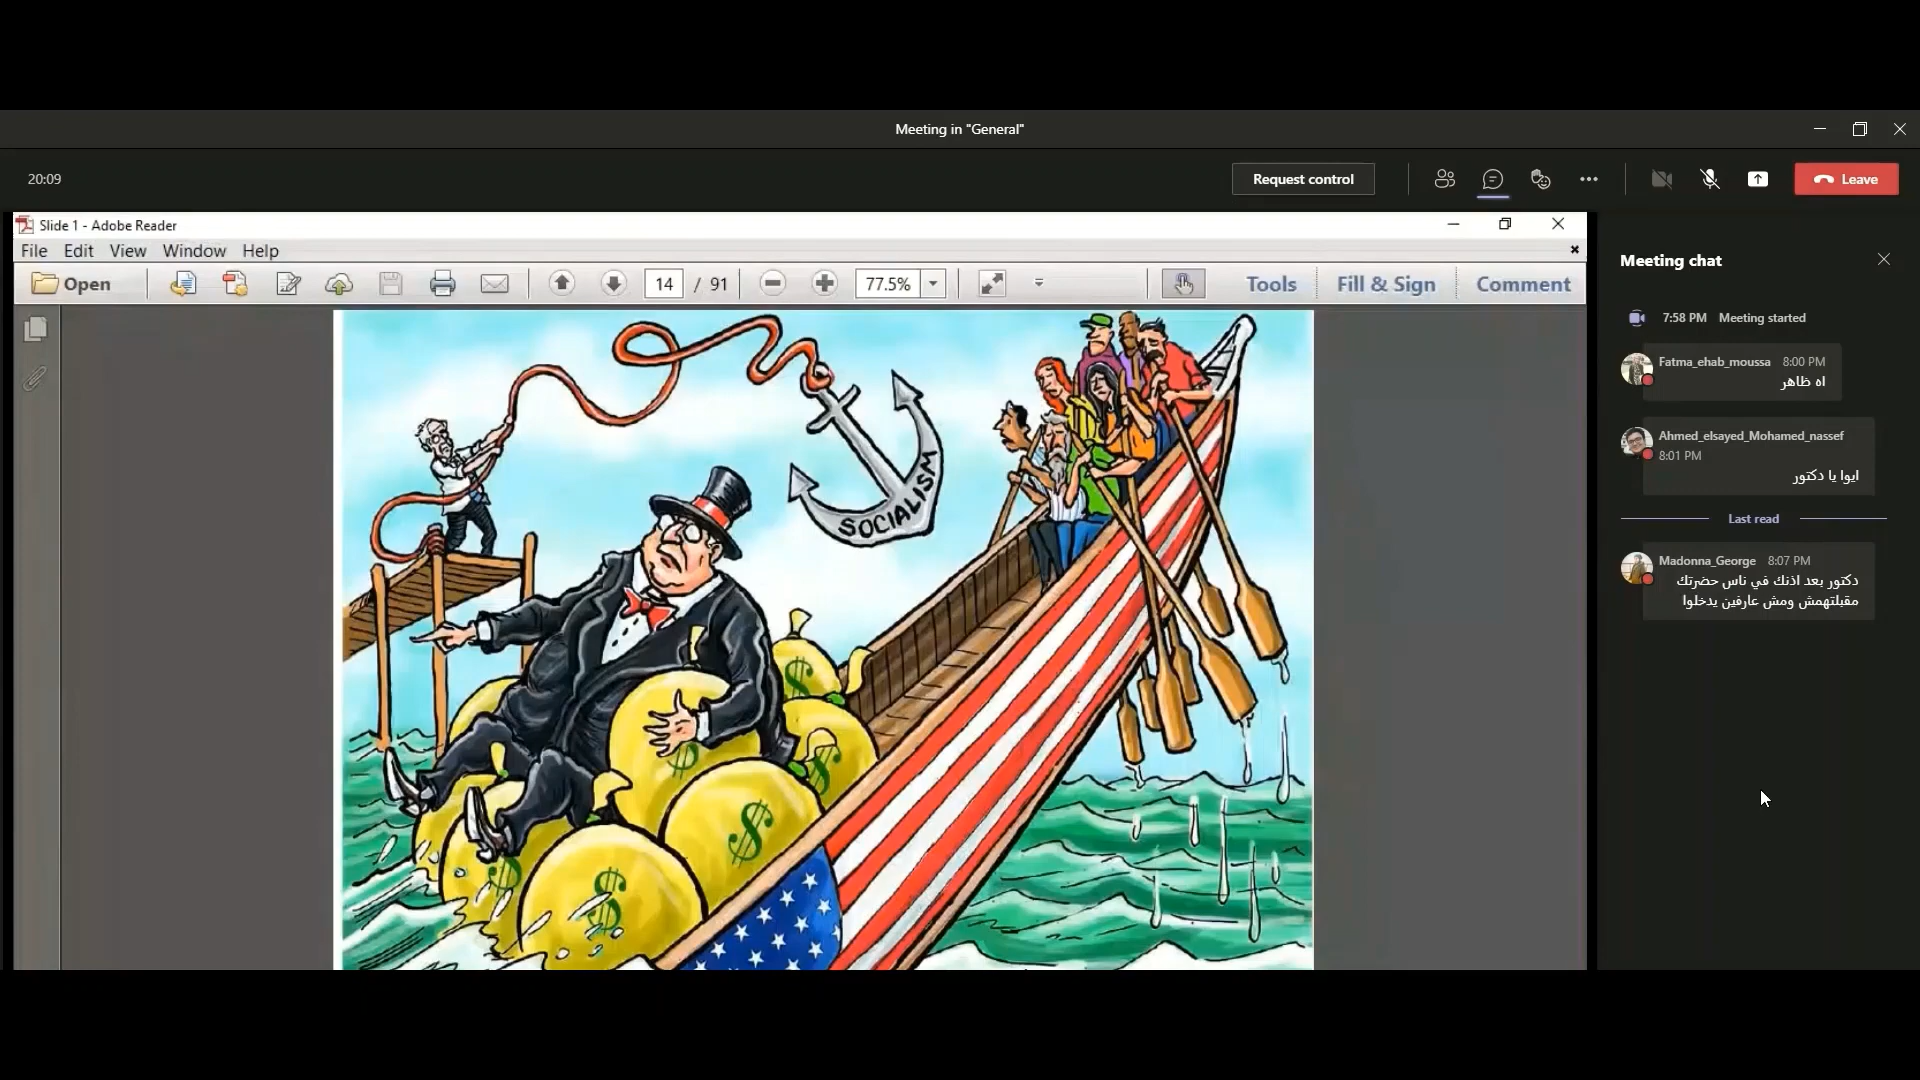 Meeting in "General"
20:09
Request control
Leave
Slide 1 - Adobe Reader
File Edit View Window Help
Open
14 / 91
77.5%
Tools
Fill & Sign
Comment
SOCIALISM
$
$
$
$
$
$
Meeting chat
7:58 PM Meeting started
Fatma_ehab_moussa 8:00 PM
اه ظاهر
Ahmed_elsayed_Mohamed_nassef
8:01 PM
ايوا يا دكتور
Last read
Madonna_George 8:07 PM
دكتور بعد اذنك في ناس حضرتك
مقبلتهمش ومش عارفين يدخلوا